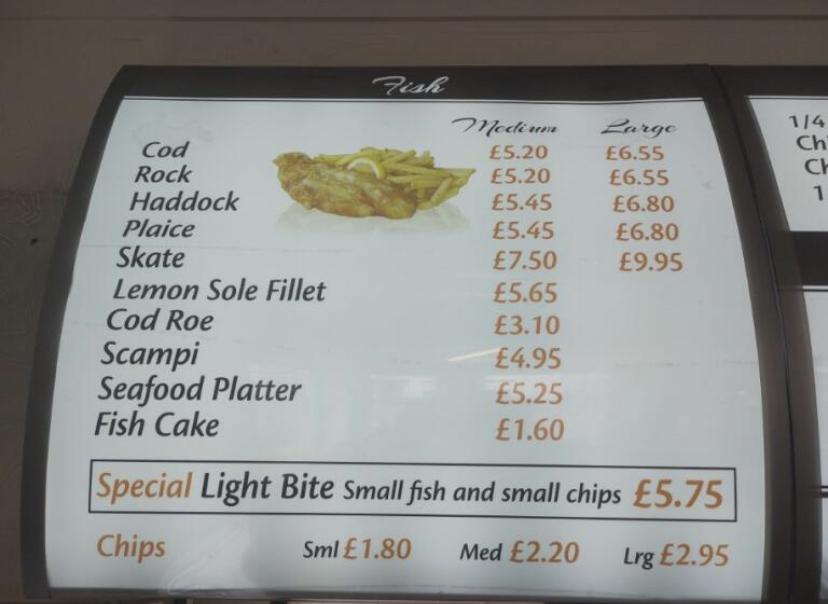 Fish
Medium Large
Cod £5.20 £6.55
Rock £5.20 £6.55
Haddock £5.45 £6.80
Plaice £5.45 £6.80
Skate £7.50 £9.95
Lemon Sole Fillet £5.65
Cod Roe £3.10
Scampi £4.95
Seafood Platter £5.25
Fish Cake £1.60
Special Light Bite Small fish and small chips £5.75
Chips Sml £1.80 Med £2.20 Lrg £2.95
1/4